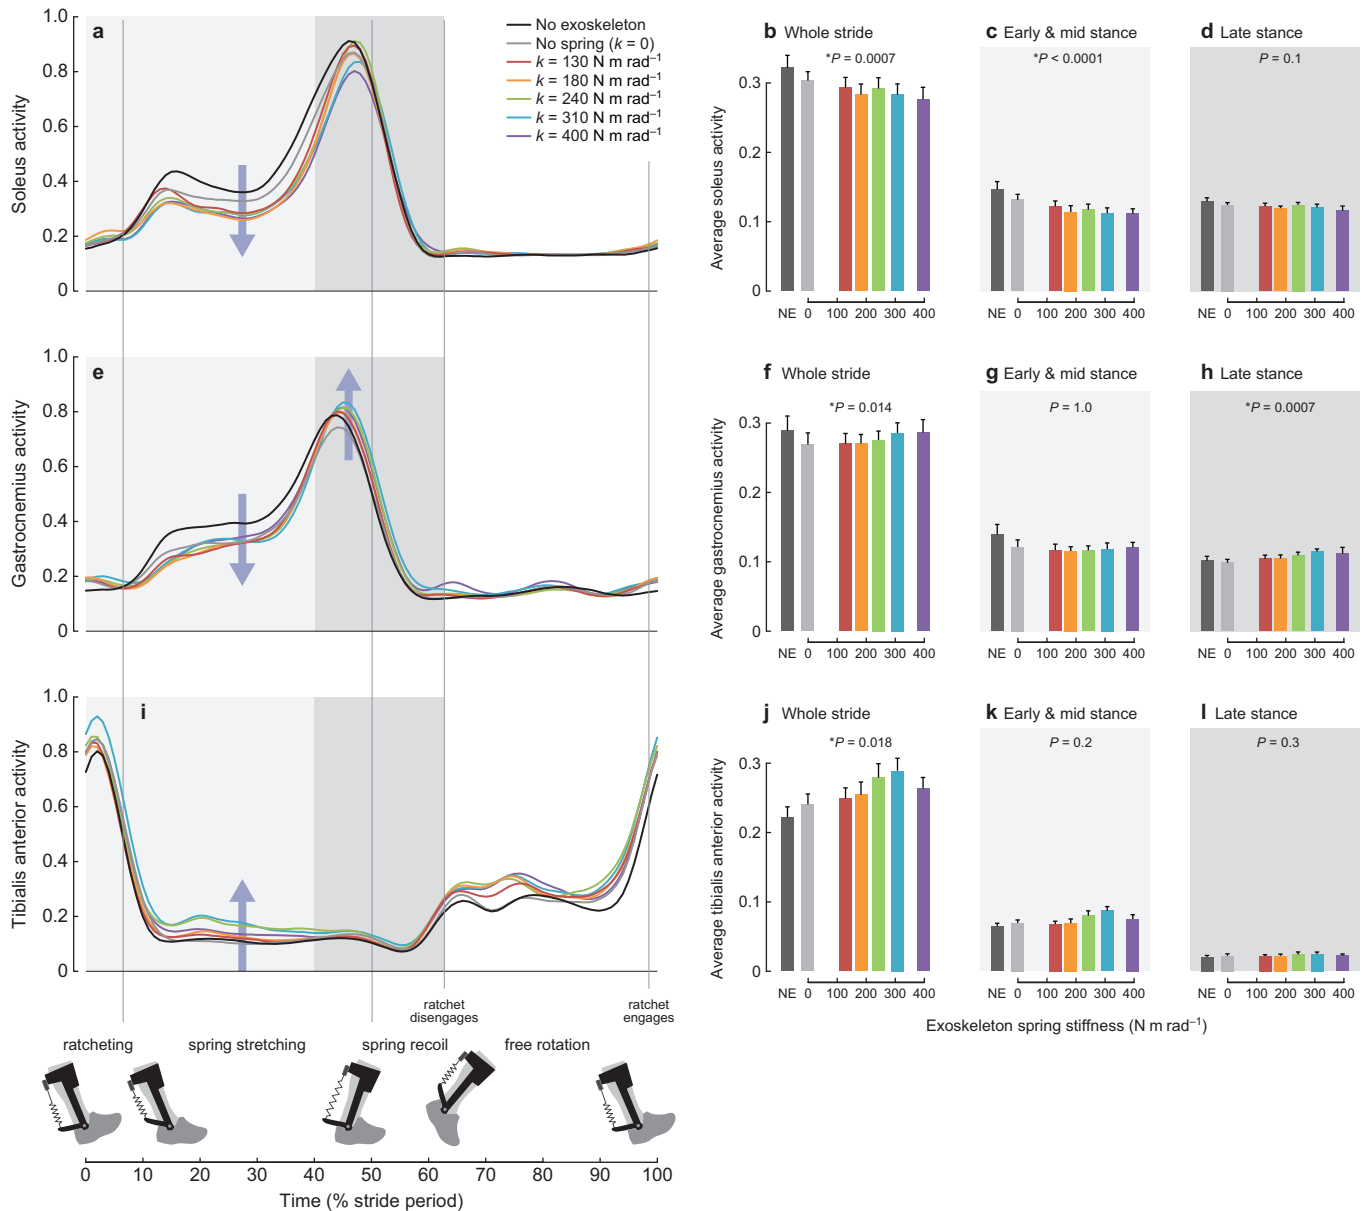 a
No exoskeleton
No spring (k = 0)
k = 130 N m rad⁻¹
k = 180 N m rad⁻¹
k = 240 N m rad⁻¹
k = 310 N m rad⁻¹
k = 400 N m rad⁻¹
1.0
0.8
0.6
0.4
0.2
0
Soleus activity
b Whole stride
*P = 0.0007
0.3
0.3
0.1
0
Average soleus activity
NE 0 100 200 300 400
c Early & mid stance
*P < 0.0001
NE 0 100 200 300 400
d Late stance
P = 0.1
NE 0 100 200 300 400
e
1.0
0.8
0.6
0.4
0.2
0
Gastrocnemius activity
f Whole stride
*P = 0.014
0.3
0.2
0.1
0
Average gastrocnemius activity
NE 0 100 200 300 400
g Early & mid stance
P = 1.0
NE 0 100 200 300 400
h Late stance
*P = 0.0007
NE 0 100 200 300 400
i
1.0
0.8
0.6
0.4
0.2
0
Tibialis anterior activity
j Whole stride
*P = 0.018
0.3
0.2
0.1
0
Average tibialis anterior activity
NE 0 100 200 300 400
k Early & mid stance
P = 0.2
NE 0 100 200 300 400
l Late stance
P = 0.3
NE 0 100 200 300 400
Exoskeleton spring stiffness (N m rad⁻¹)
ratchet
disengages
ratchet
engages
ratcheting spring stretching spring recoil free rotation
0 10 20 30 40 50 60 70 80 90 100
Time (% stride period)